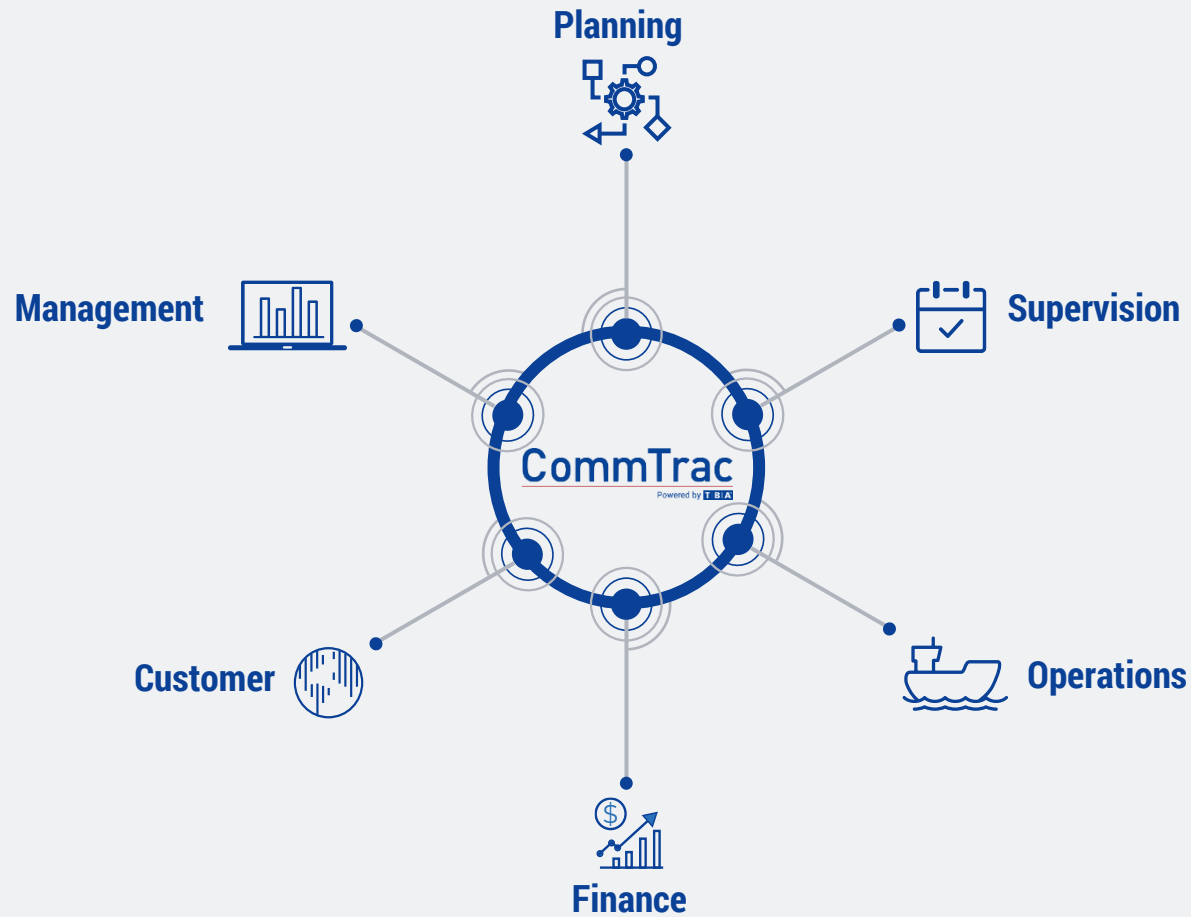 Planning
Management
Supervision
CommTrac
Powered by TBA
Customer
Operations
$
Finance